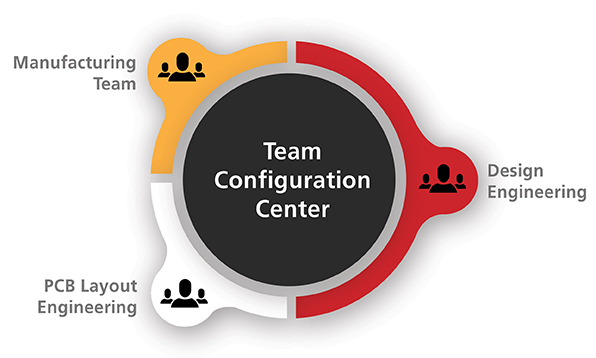 Manufacturing
Team
Team
Configuration
Center
Design
Engineering
PCB Layout
Engineering